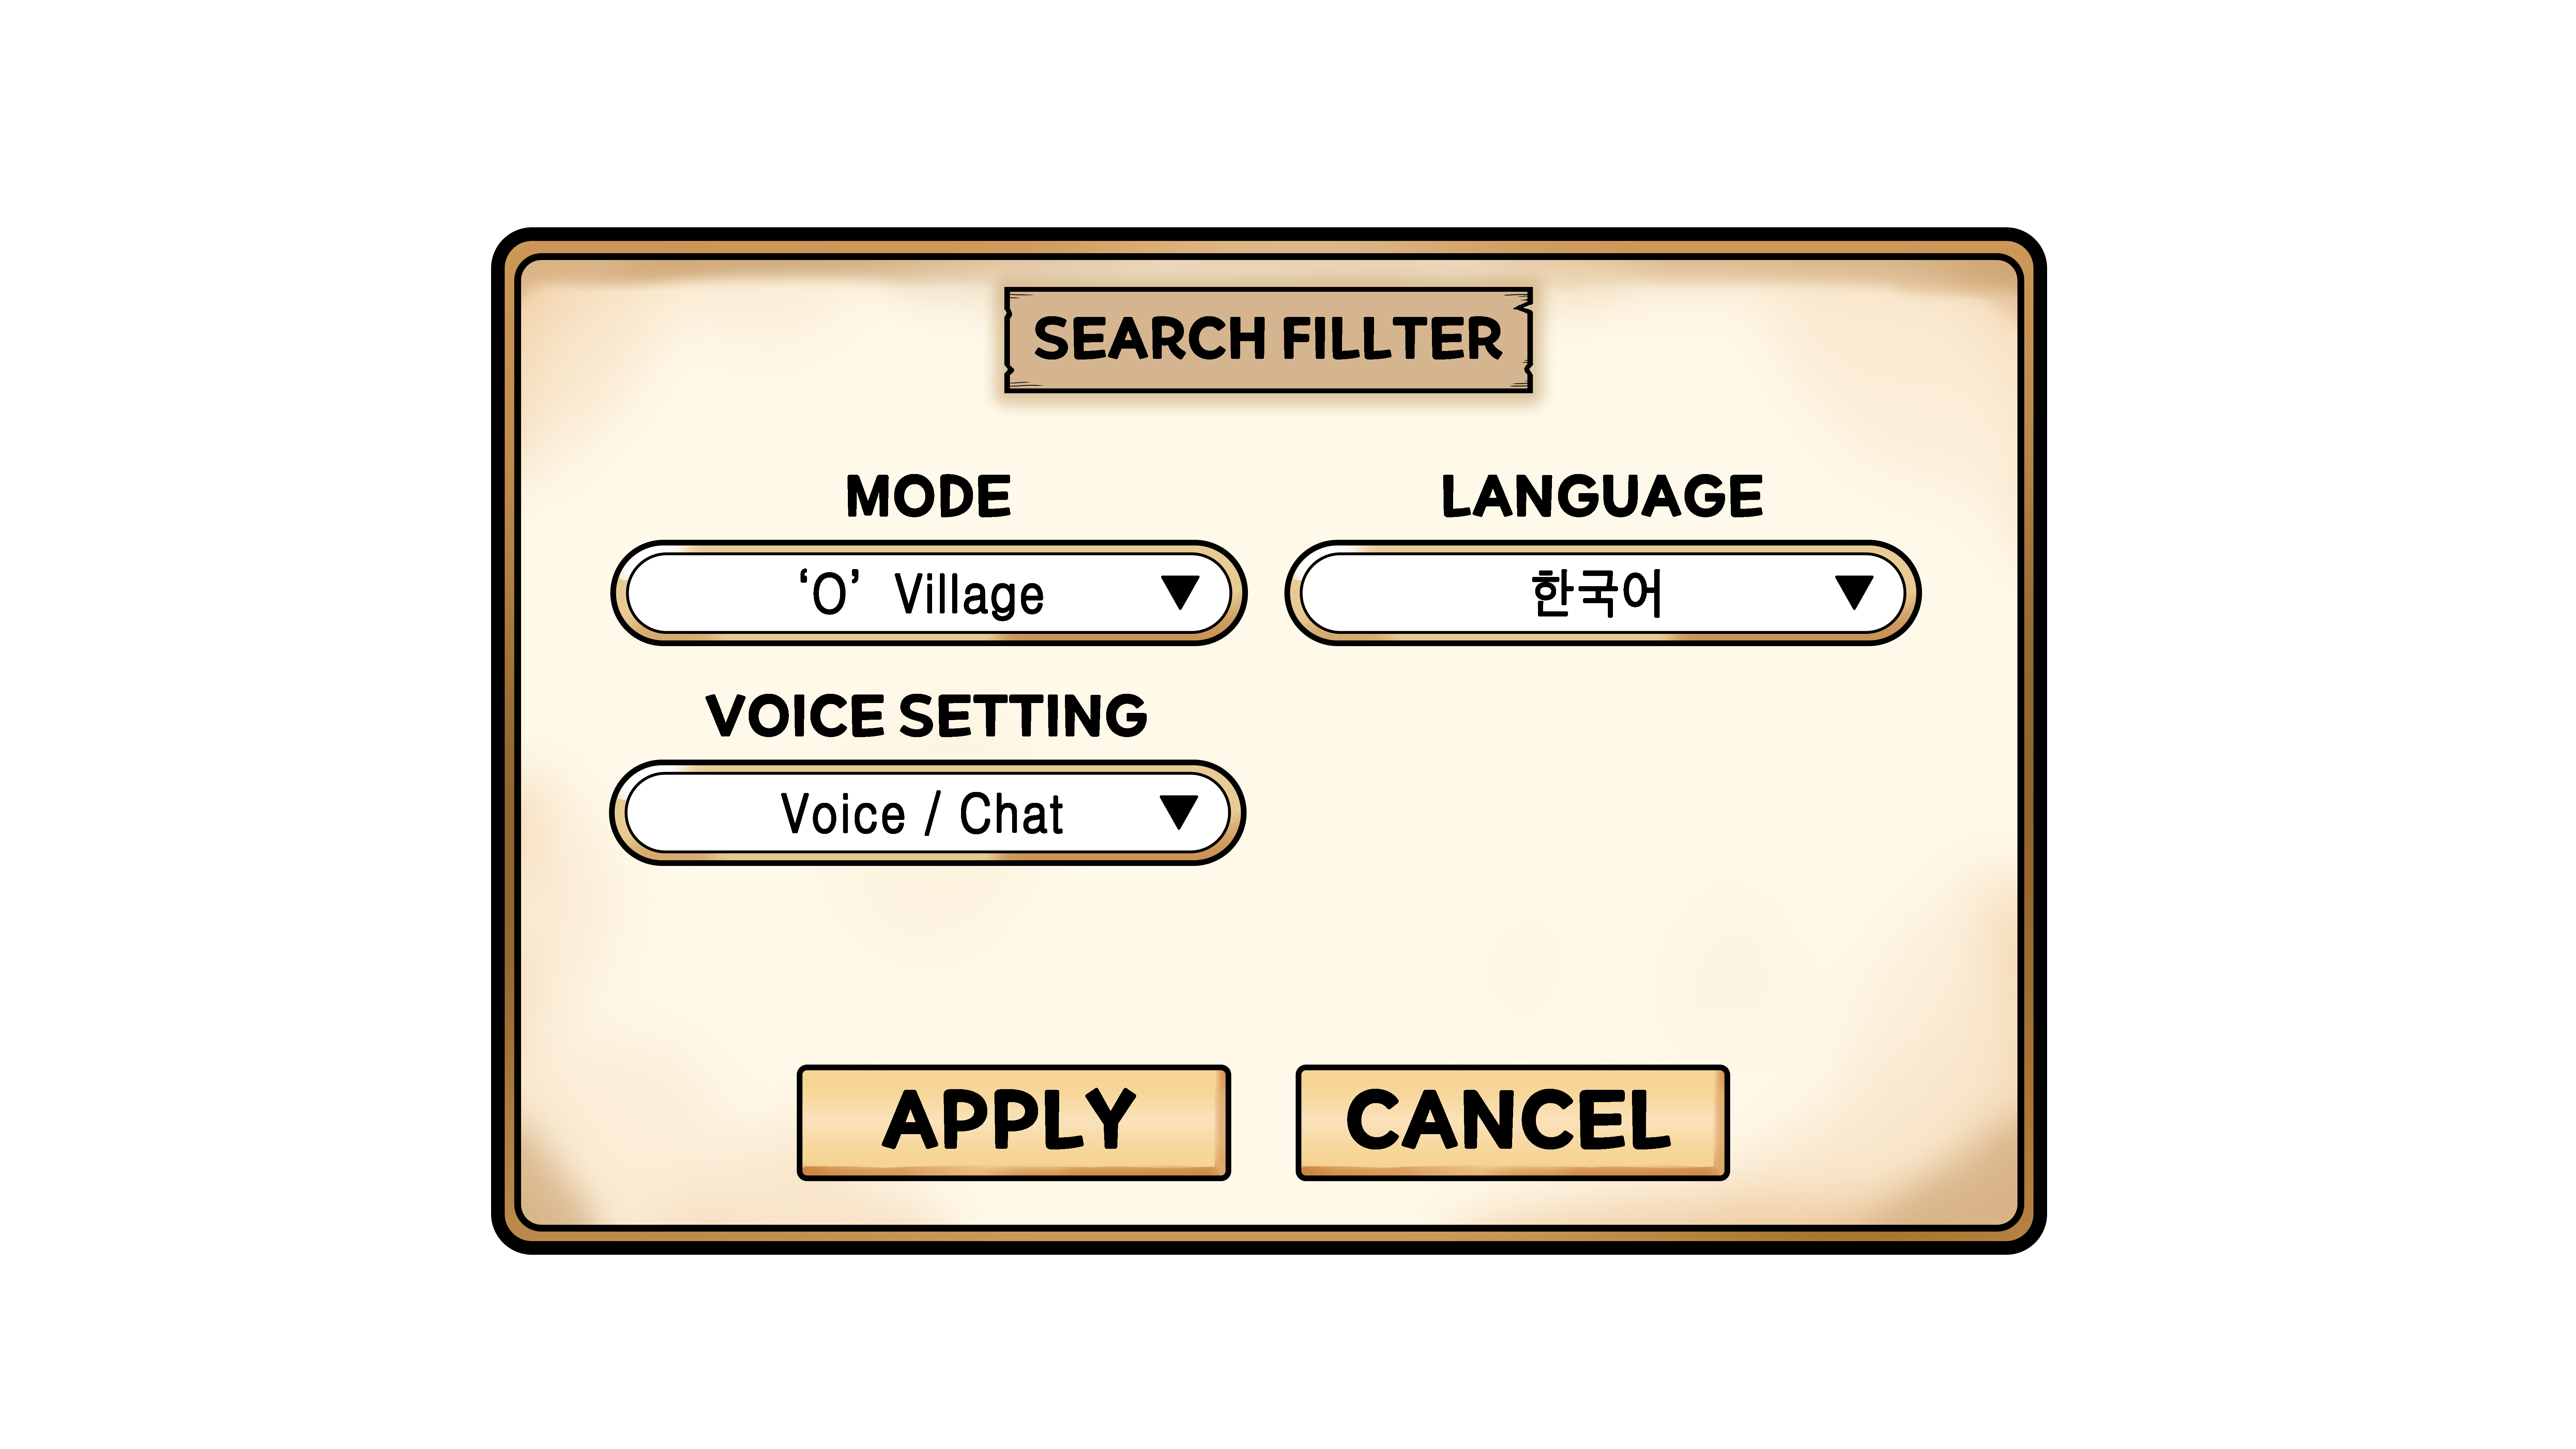 SEARCH FILLTER
MODE
LANGUAGE
‘O’ Village
한국어
VOICE SETTING
Voice / Chat
APPLY
CANCEL